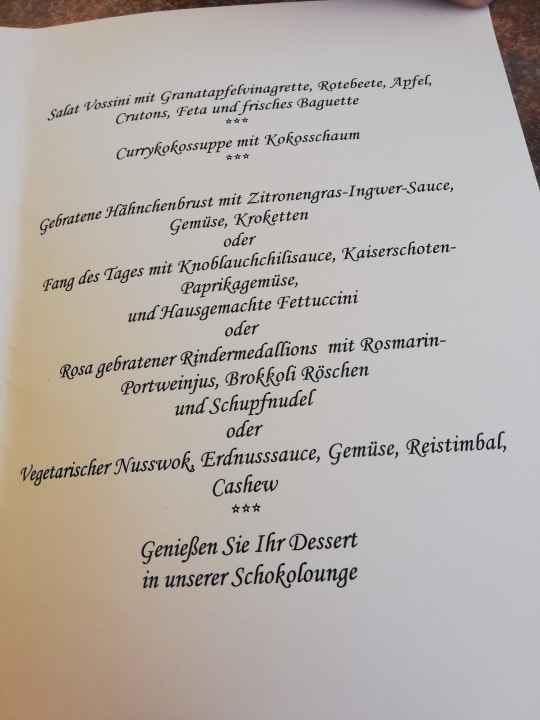 Salat Vossini mit Granatapfelvinagrette, Rotebeete, Apfel,
Crutons, Feta und frisches Baguette
***
Currykokossuppe mit Kokosschaum
***
Gebratene Hähnchenbrust mit Zitronengras-Ingwer-Sauce,
Gemüse, Kroketten
oder
Fang des Tages mit Knoblauchchilisauce, Kaiserschoten-
Paprikagemüse,
und Hausgemachte Fettuccini
oder
Rosa gebratener Rindermedallions mit Rosmarin-
Portweinjus, Brokkoli Röschen
und Schupfnudel
oder
Vegetarischer Nusswok, Erdnusssauce, Gemüse, Reistimbal,
Cashew
***
Genießen Sie Ihr Dessert
in unserer Schokolounge